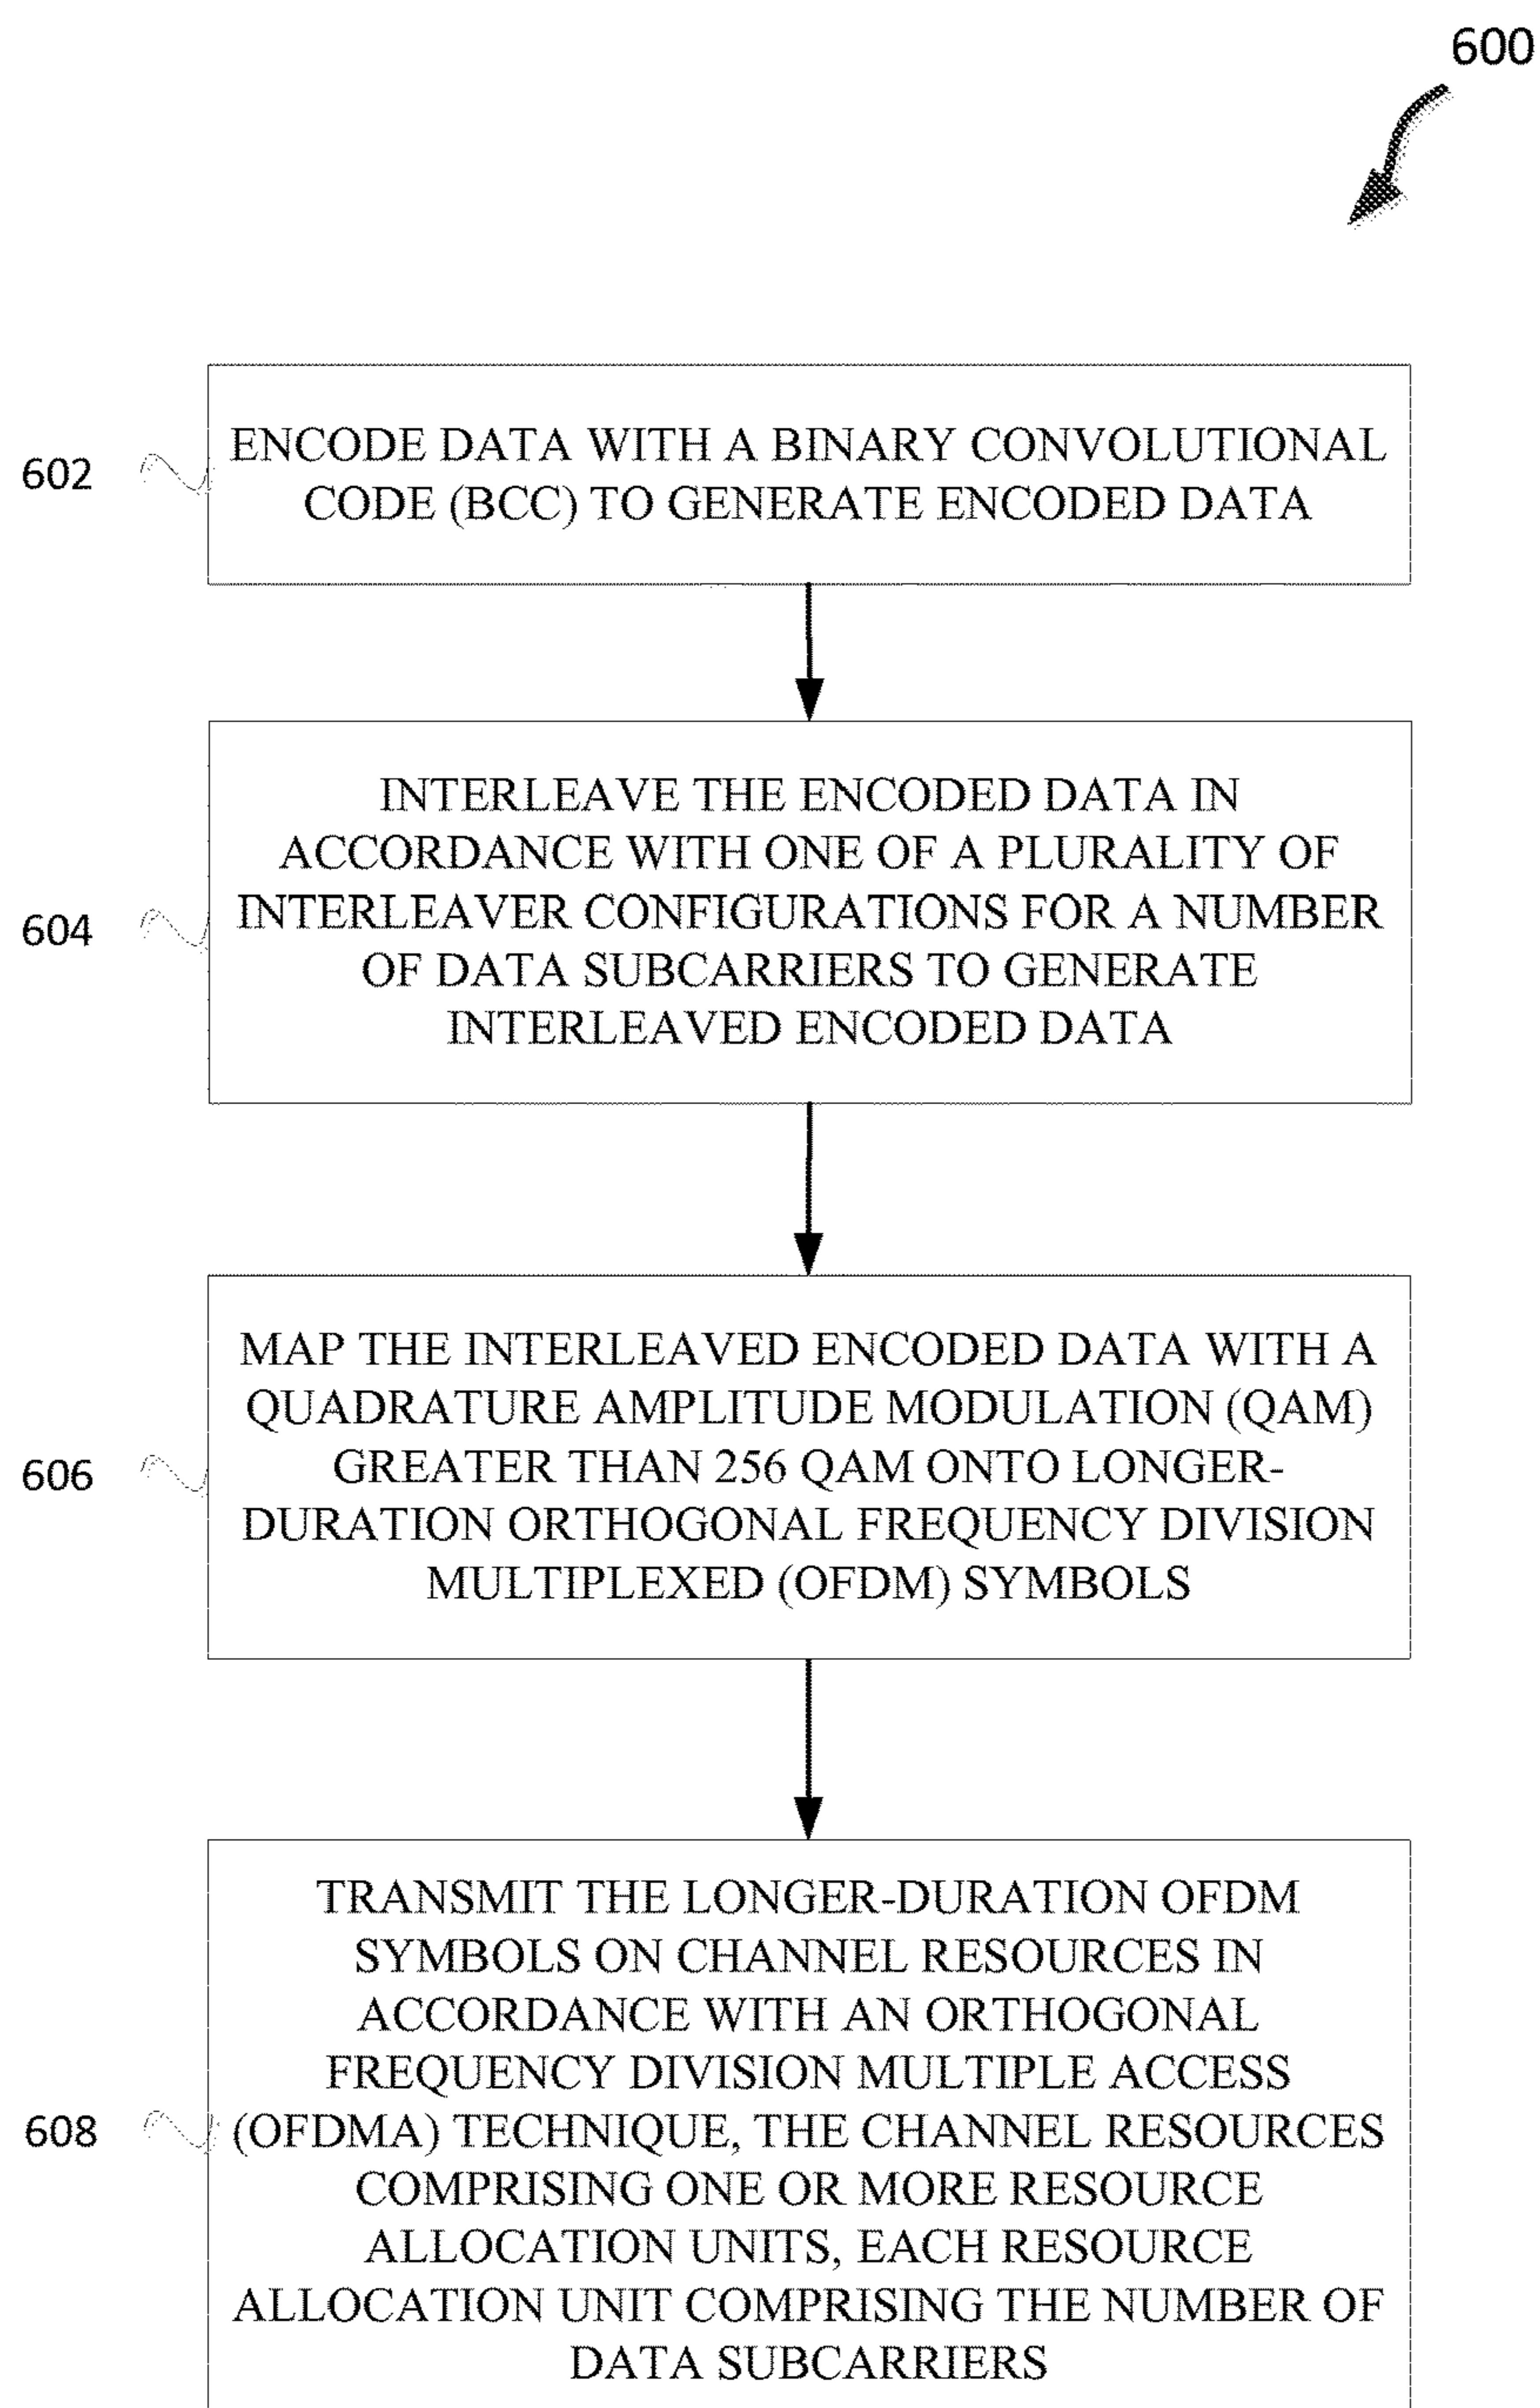 600
602
ENCODE DATA WITH A BINARY CONVOLUTIONAL
CODE (BCC) TO GENERATE ENCODED DATA
604
INTERLEAVE THE ENCODED DATA IN
ACCORDANCE WITH ONE OF A PLURALITY OF
INTERLEAVER CONFIGURATIONS FOR A NUMBER
OF DATA SUBCARRIERS TO GENERATE
INTERLEAVED ENCODED DATA
606
MAP THE INTERLEAVED ENCODED DATA WITH A
QUADRATURE AMPLITUDE MODULATION (QAM)
GREATER THAN 256 QAM ONTO LONGER-
DURATION ORTHOGONAL FREQUENCY DIVISION
MULTIPLEXED (OFDM) SYMBOLS
608
TRANSMIT THE LONGER-DURATION OFDM
SYMBOLS ON CHANNEL RESOURCES IN
ACCORDANCE WITH AN ORTHOGONAL
FREQUENCY DIVISION MULTIPLE ACCESS
(OFDMA) TECHNIQUE, THE CHANNEL RESOURCES
COMPRISING ONE OR MORE RESOURCE
ALLOCATION UNITS, EACH RESOURCE
ALLOCATION UNIT COMPRISING THE NUMBER OF
DATA SUBCARRIERS